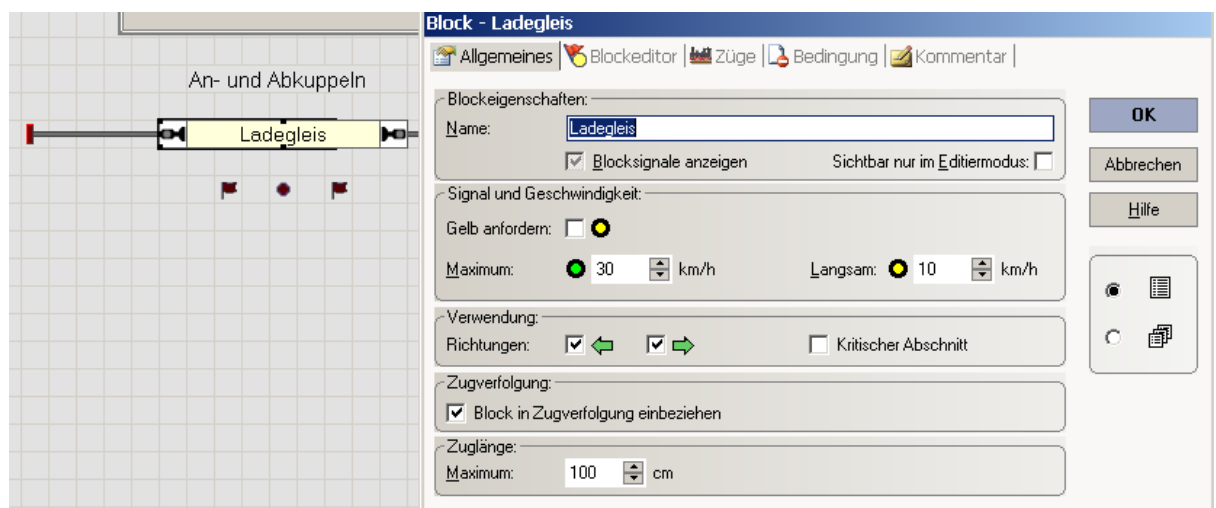 An- und Abkuppeln
Ladegleis
Block - Ladegleis
Allgemeines Blockeditor Züge Bedingung Kommentar
Blockeigenschaften:
Name: Ladegleis
Blocksignale anzeigen Sichtbar nur im Editiermodus:
Signal und Geschwindigkeit:
Gelb anfordern:
Maximum: 30 km/h Langsam: 10 km/h
Verwendung:
Richtungen: Kritischer Abschnitt
Zugverfolgung:
Block in Zugverfolgung einbeziehen
Zuglänge:
Maximum: 100 cm
OK
Abbrechen
Hilfe